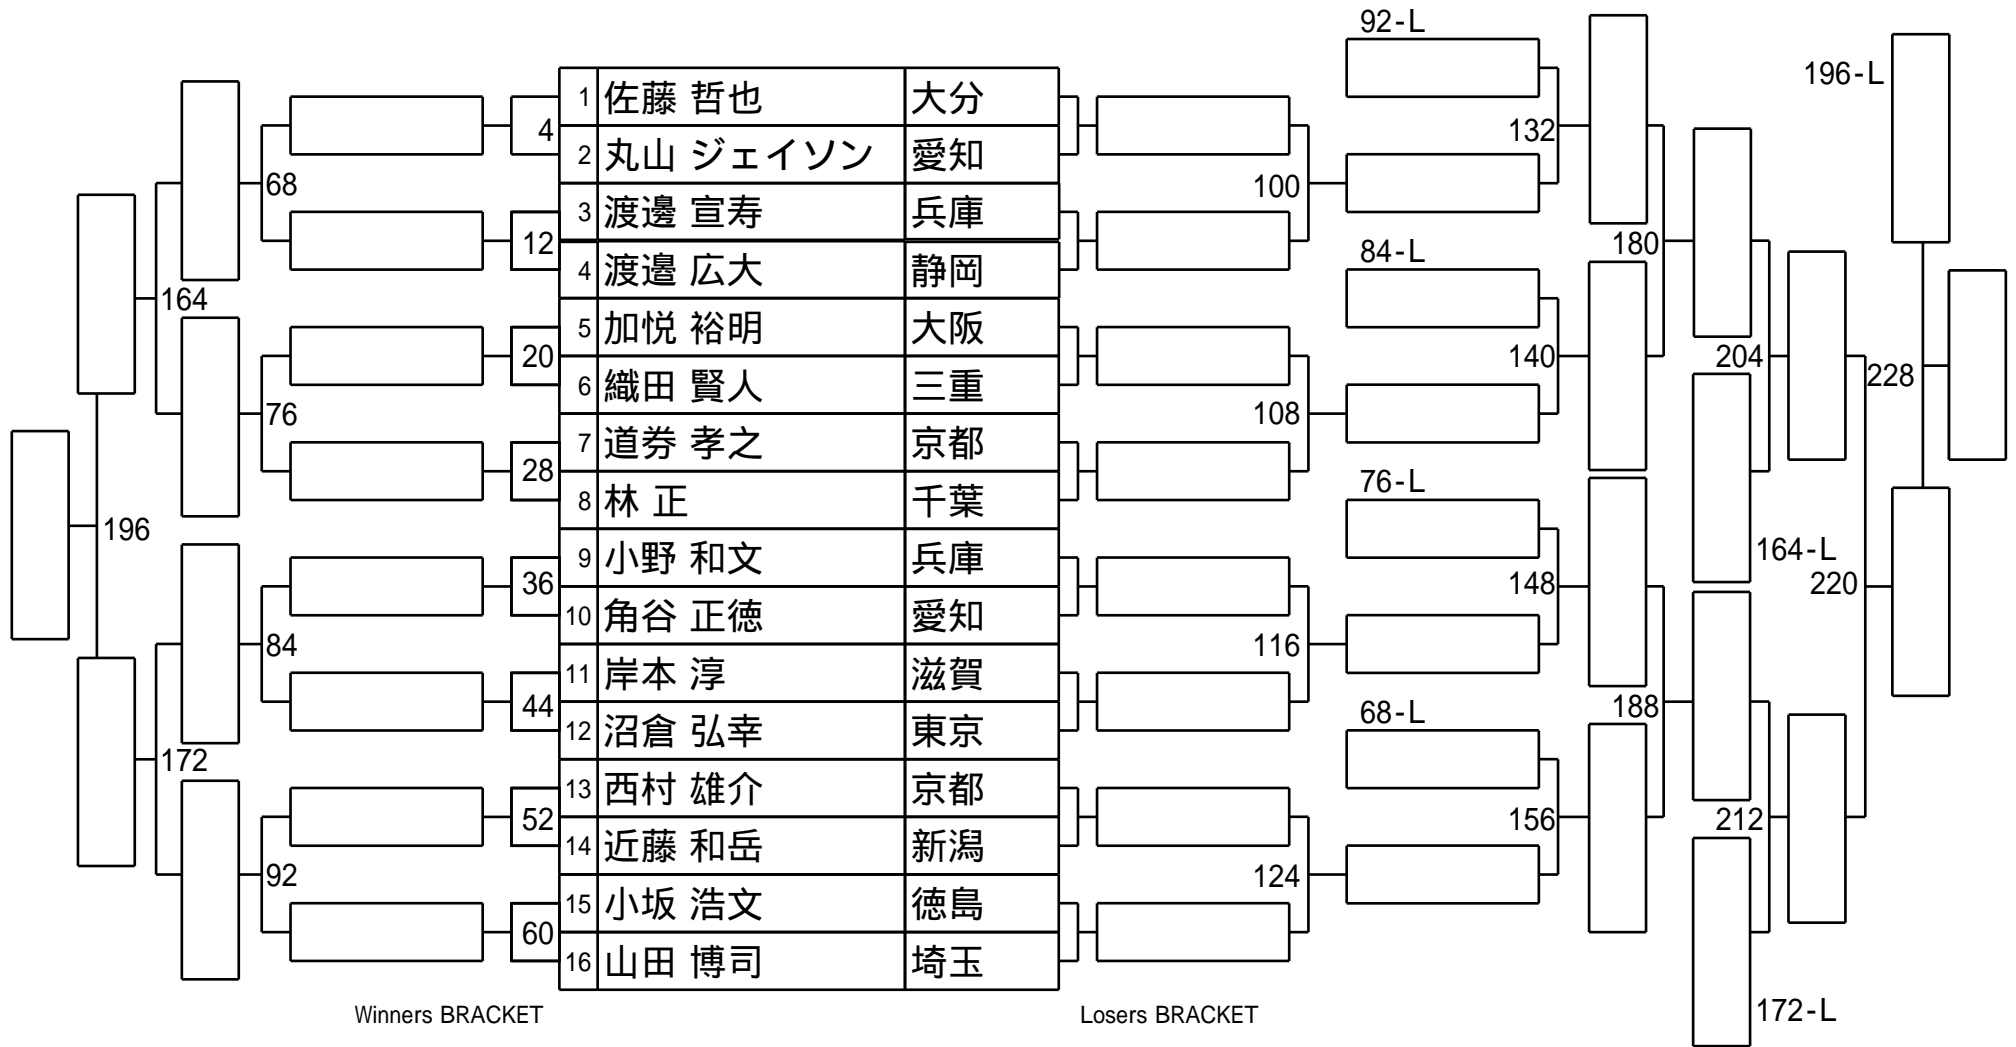 92-L
196-L
1 佐藤 哲也 大分
4
132
2 丸山 ジェイソン 愛知
68
100
3 渡邊 宣寿 兵庫
12
180
4 渡邉 広大 静岡
84-L
164
5 加悦 裕明 大阪
20
140
204
228
6 織田 賢人 三重
76
108
7 道券 孝之 京都
28
8 林 正 千葉
76-L
196
9 小野 和文 兵庫
164-L
36
148
220
10 角谷 正徳 愛知
84
116
11 岸本 淳 滋賀
44
188
68-L
12 沼倉 弘幸 東京
172
13 西村 雄介 京都
52
156
212
14 近藤 和岳 新潟
92
124
15 小坂 浩文 徳島
60
16 山田 博司 埼玉
172-L
Winners BRACKET
Losers BRACKET